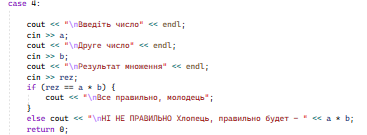 case 4:
cout << "\nВведіть число" << endl;
cin >> a;
cout << "\nДруге число" << endl;
cin >> b;
cout << "\nРезультат множення" << endl;
cin >> rez;
if (rez == a * b) {
cout << "\nВсе правильно, молодець";
}
else cout << "\nНІ НЕ ПРАВИЛЬНО Хлопець, правильно будет - " << a * b;
return 0;